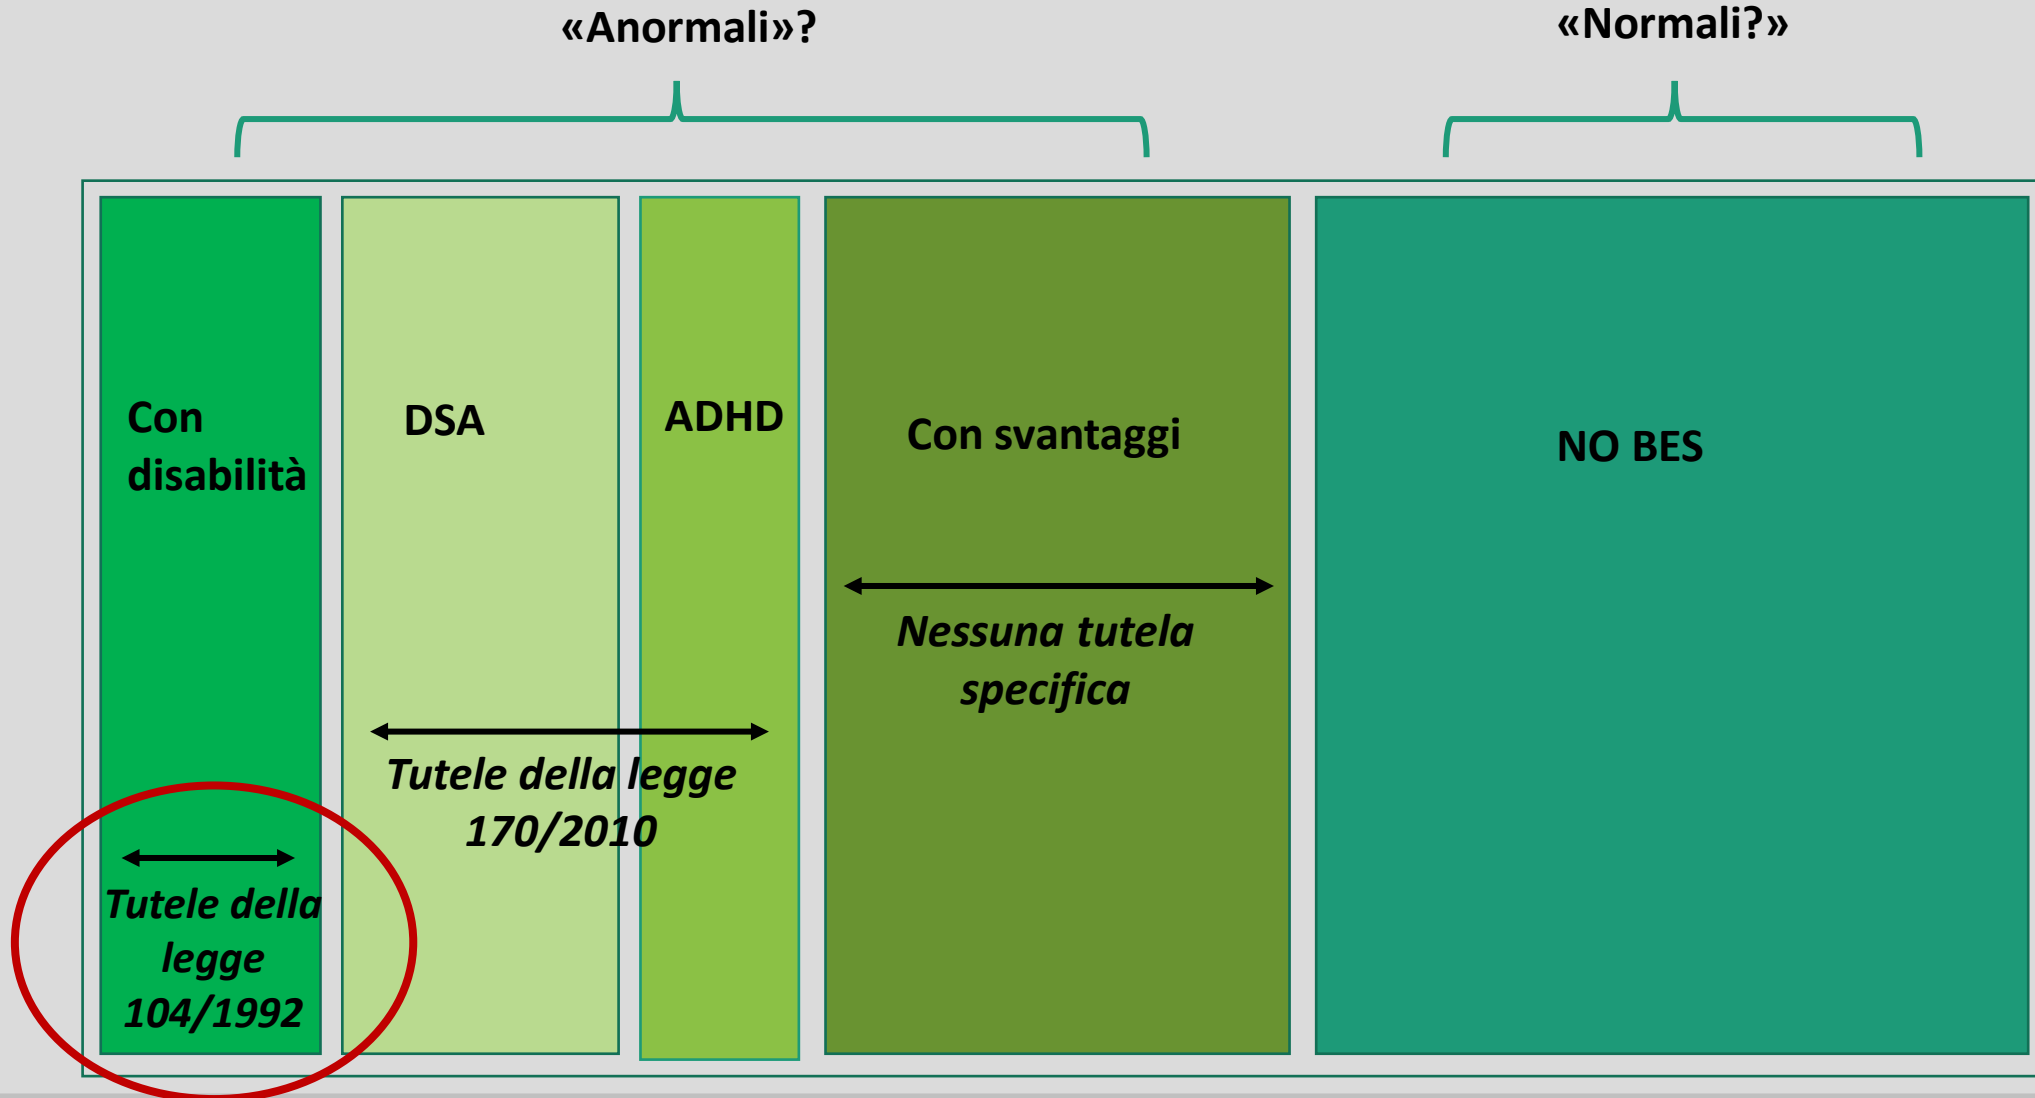 «Anormali»?
«Normali?»
Con
disabilità
DSA
ADHD
Con svantaggi
NO BES
Nessuna tutela
specifica
Tutele della legge
170/2010
Tutele della
legge
104/1992